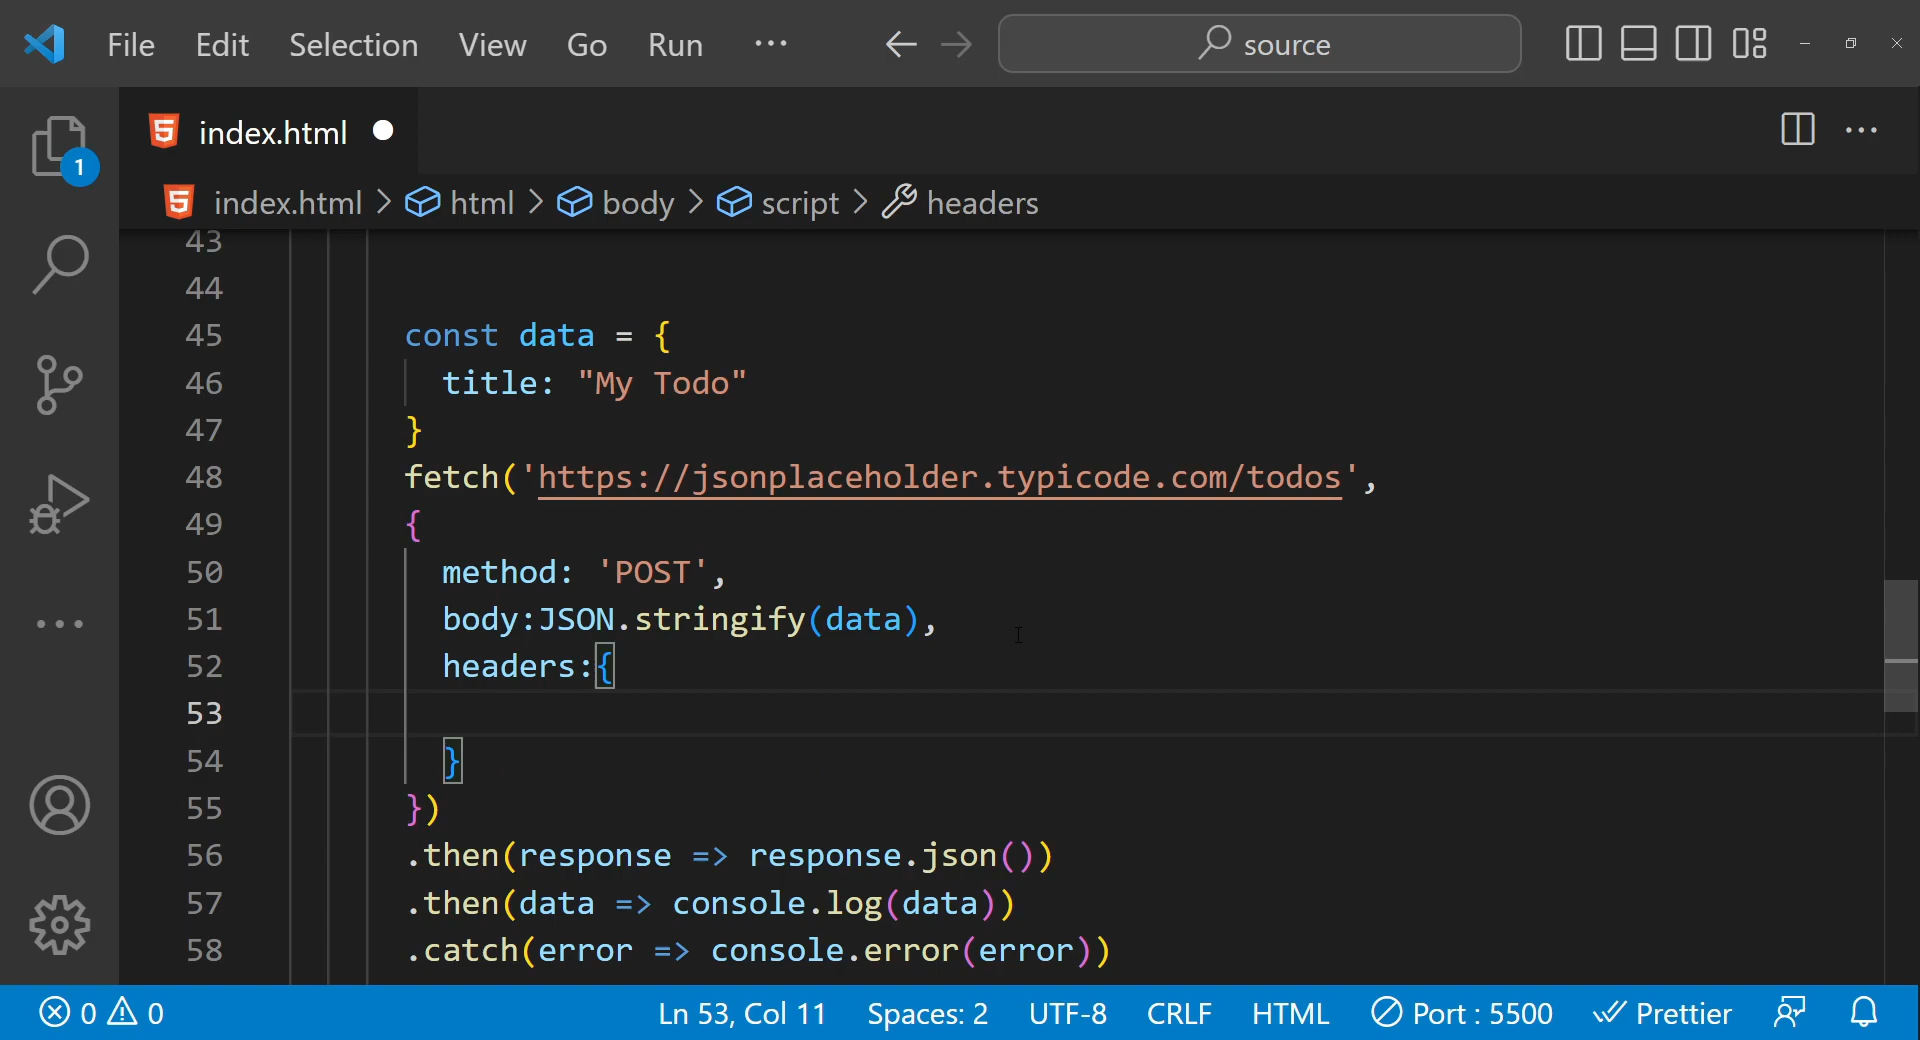 File Edit Selection View Go Run ··· source
index.html
1
index.html > html > body > script > headers
43
44
45 const data = {
46 title: "My Todo"
47 }
48 fetch('https://jsonplaceholder.typicode.com/todos',
49 {
50 method: 'POST',
51 body:JSON.stringify(data),
52 headers:{
53
54 }
55 })
56 .then(response => response.json())
57 .then(data => console.log(data))
58 .catch(error => console.error(error))
0 0 Ln 53, Col 11 Spaces: 2 UTF-8 CRLF HTML Port : 5500 Prettier